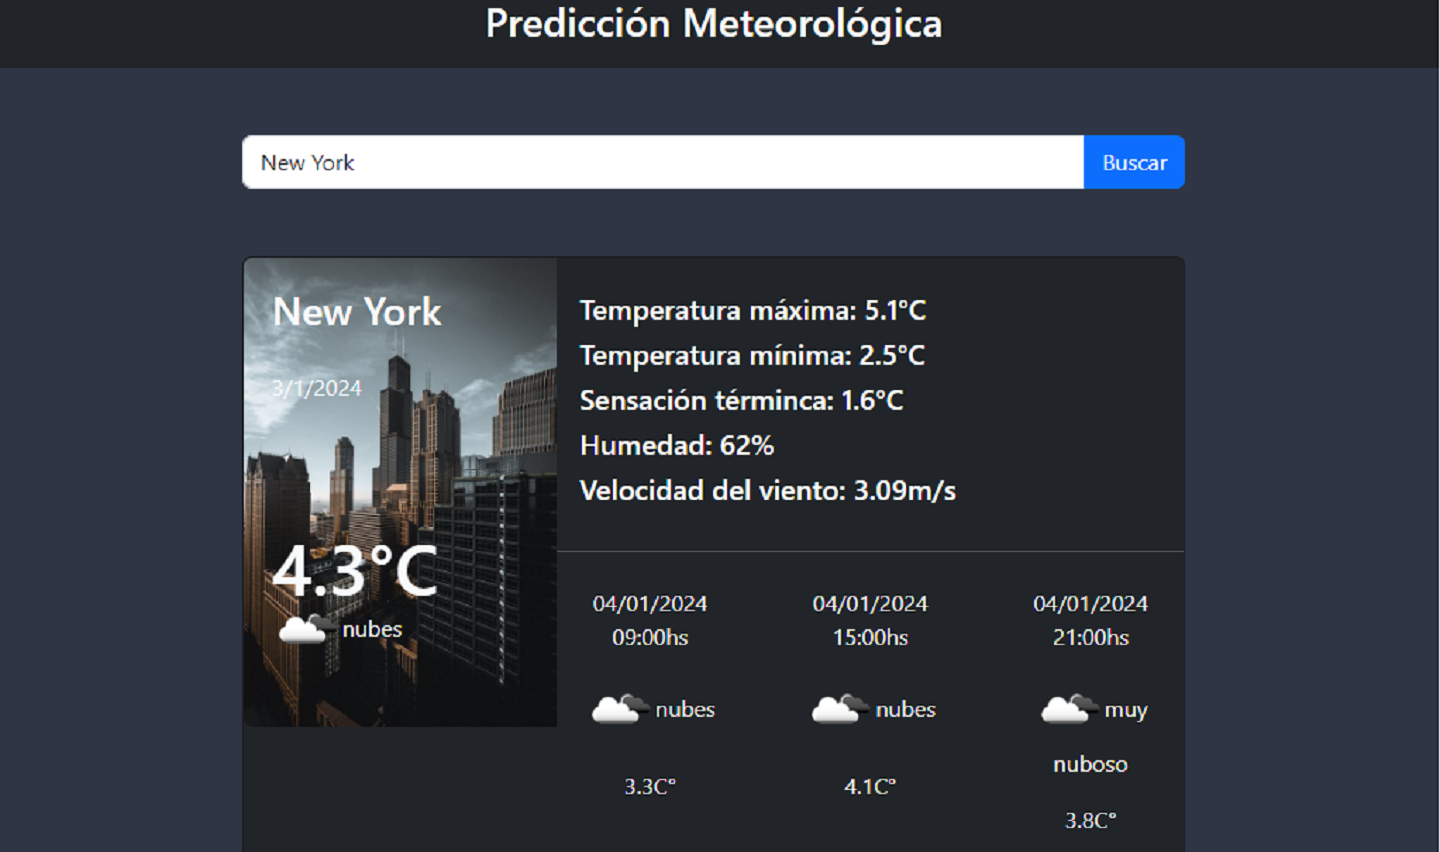 Predicción Meteorológica
New York
Buscar
New York
3/1/2024
4.3°C
nubes
Temperatura máxima: 5.1°C
Temperatura mínima: 2.5°C
Sensación términca: 1.6°C
Humedad: 62%
Velocidad del viento: 3.09m/s
04/01/2024
09:00hs
nubes
3.3C°
04/01/2024
15:00hs
nubes
4.1C°
04/01/2024
21:00hs
muy
nuboso
3.8C°